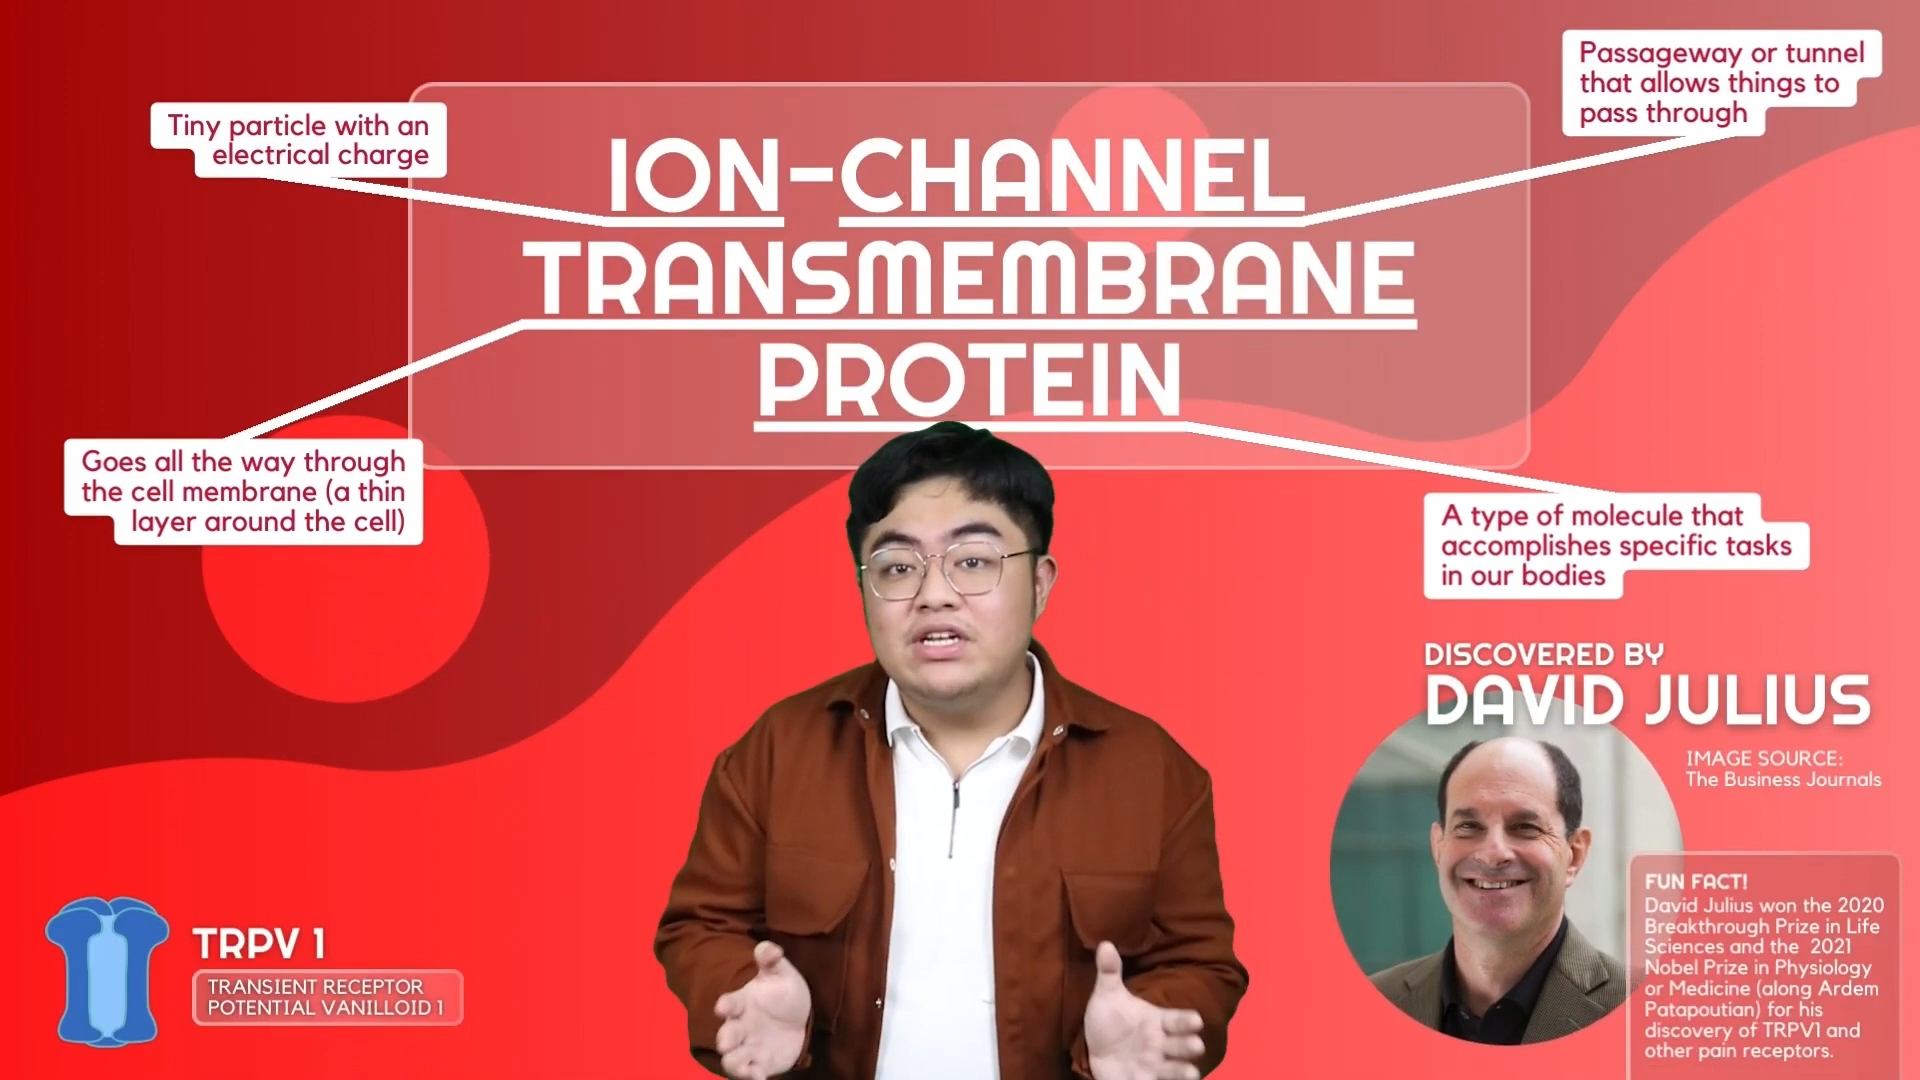 Tiny particle with an
electrical charge
Passageway or tunnel
that allows things to
pass through
ION-CHANNEL
TRANSMEMBRANE
PROTEIN
Goes all the way through
the cell membrane (a thin
layer around the cell)
A type of molecule that
accomplishes specific tasks
in our bodies
DISCOVERED BY
DAVID JULIUS
IMAGE SOURCE:
The Business Journals
FUN FACT!
David Julius won the 2020
Breakthrough Prize in Life
Sciences and the 2021
Nobel Prize in Physiology
or Medicine (along Ardem
Patapoutian) for his
discovery of TRPV1 and
other pain receptors.
TRPV 1
TRANSIENT RECEPTOR
POTENTIAL VANILLOID 1